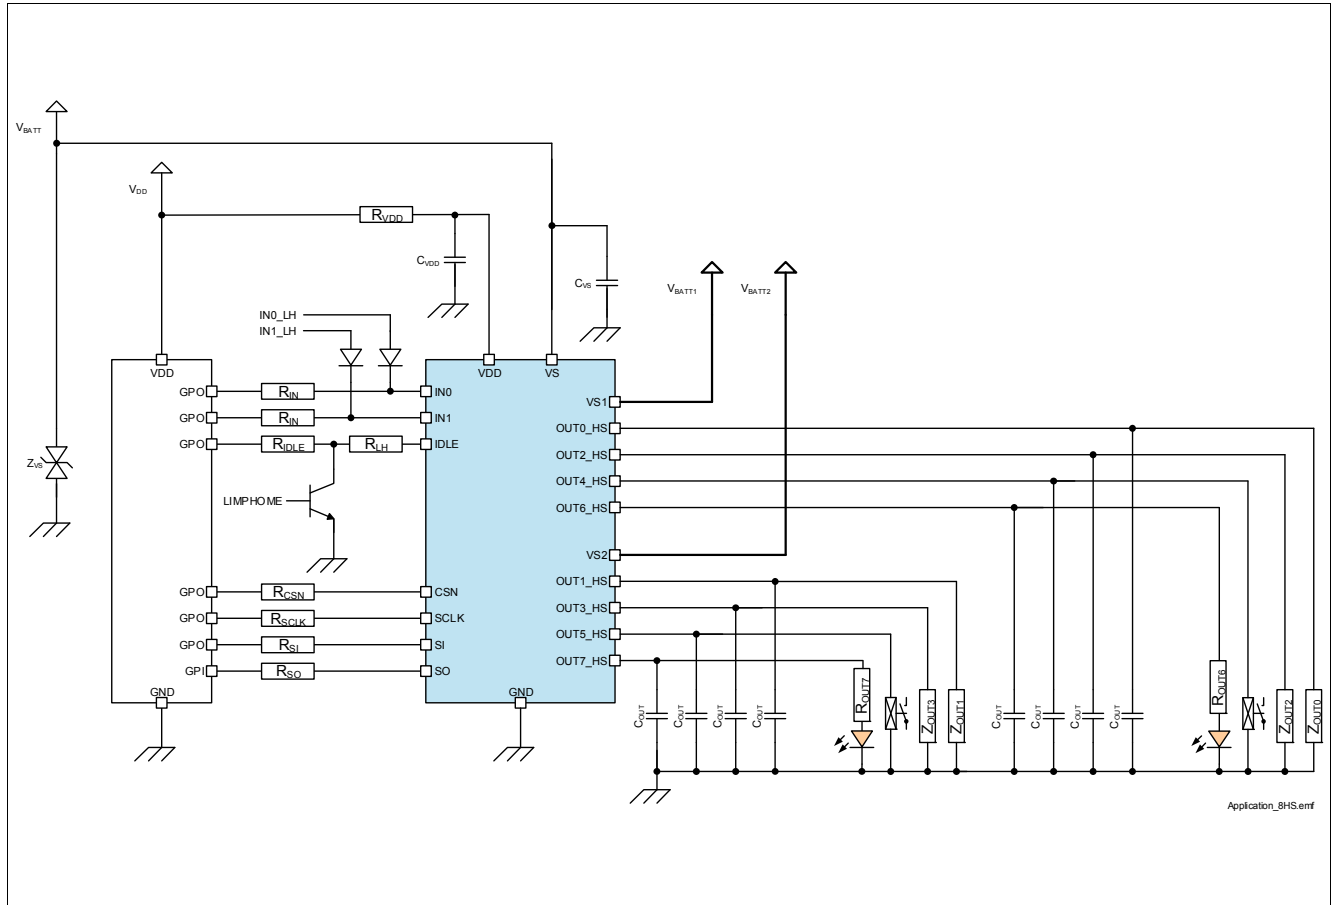 VBATT
VDD
RVDD
CVDD
CVS
VBATT1
VBATT2
IN0_LH
IN1_LH
VDD
VDD
VS
GPO
RIN
IN0
VS1
GPO
RIN
IN1
OUT0_HS
GPO
RIDLE
RLH
IDLE
OUT2_HS
ZVS
OUT4_HS
LIMPHOME
OUT6_HS
VS2
OUT1_HS
GPO
RCSN
CSN
OUT3_HS
GPO
RSCLK
SCLK
OUT5_HS
GPO
RSI
SI
OUT7_HS
GPI
RSO
SO
GND
GND
COUT
COUT
COUT
COUT
ROUT7
ZOUT3
ZOUT1
COUT
COUT
COUT
COUT
ROUT6
ZOUT2
ZOUT0
Application_8HS.emf